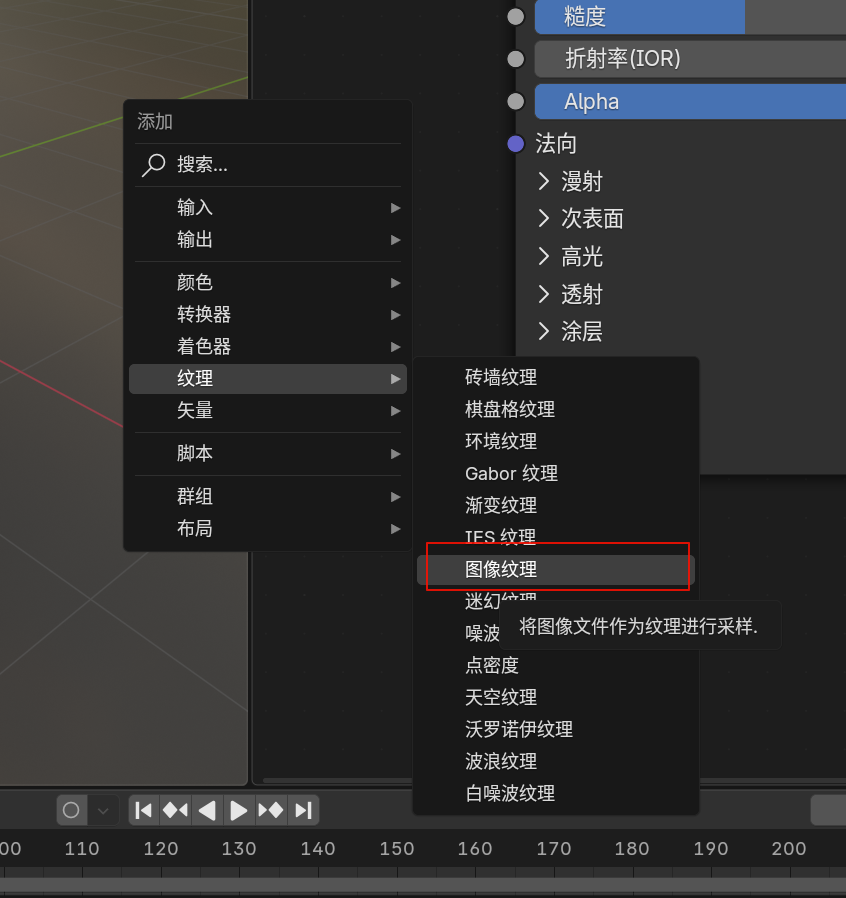 糙度
折射率(IOR)
Alpha
法向
漫射
次表面
高光
透射
涂层
添加
搜索...
输入
输出
颜色
转换器
着色器
纹理
矢量
脚本
群组
布局
砖墙纹理
棋盘格纹理
环境纹理
Gabor 纹理
渐变纹理
IES 纹理
图像纹理
迷幻纹理
噪波
将图像文件作为纹理进行采样.
点密度
天空纹理
沃罗诺伊纹理
波浪纹理
白噪波纹理
00 110 120 130 140 150 160 170 180 190 200